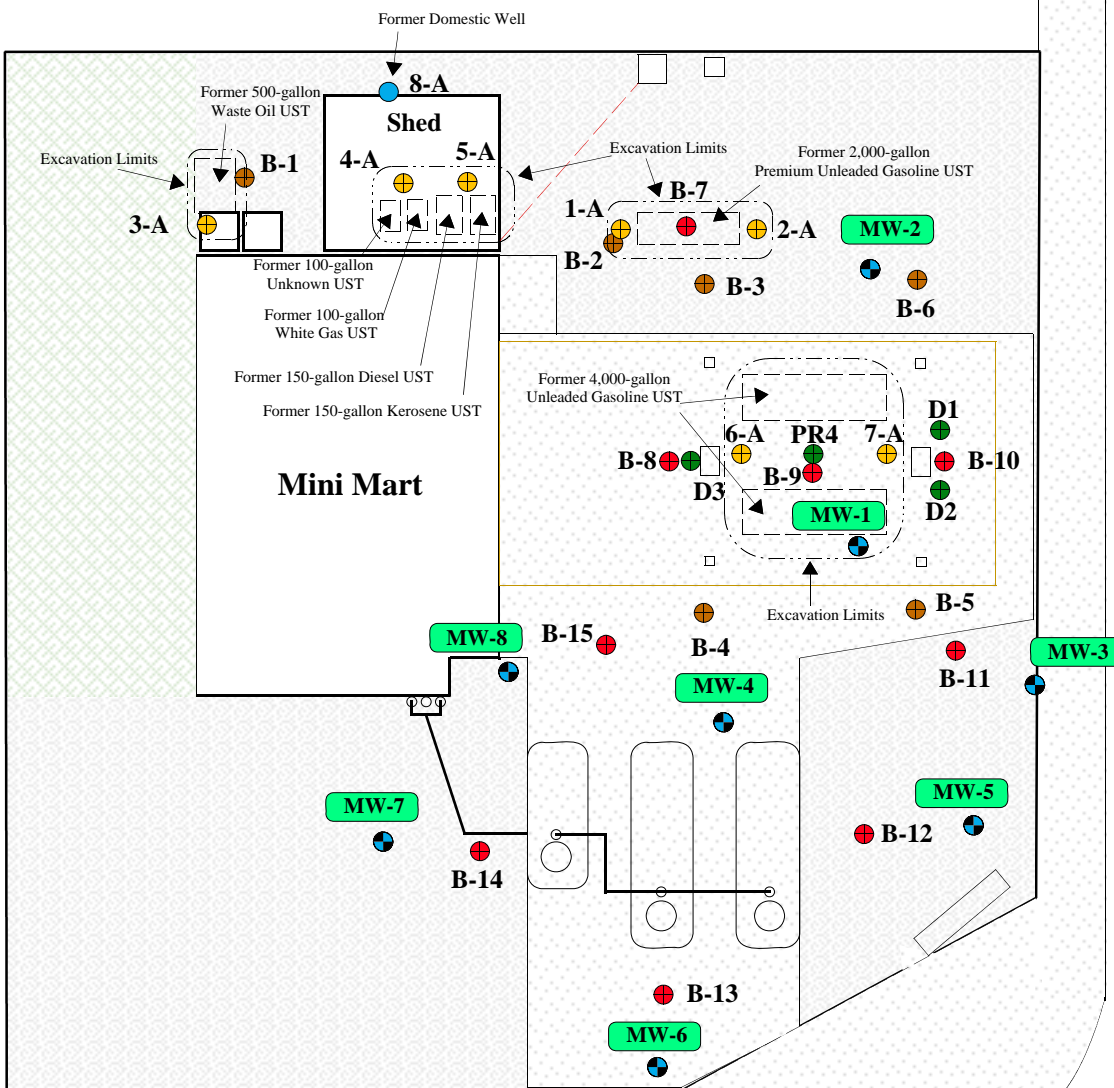 Former Domestic Well
8-A
Shed
Former 500-gallon
Waste Oil UST
Excavation Limits
B-1
3-A
4-A
5-A
Excavation Limits
B-7
Former 2,000-gallon
Premium Unleaded Gasoline UST
1-A
2-A
B-2
B-3
MW-2
B-6
Former 100-gallon
Unknown UST
Former 100-gallon
White Gas UST
Former 150-gallon Diesel UST
Former 150-gallon Kerosene UST
Former 4,000-gallon
Unleaded Gasoline UST
6-A
PR4
7-A
D1
B-8
B-9
B-10
D3
D2
Mini Mart
MW-1
Excavation Limits
B-5
B-4
B-15
MW-8
B-11
MW-3
MW-4
MW-7
MW-5
B-12
B-14
B-13
MW-6